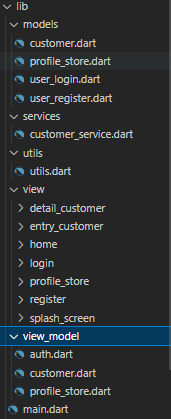 lib
models
customer.dart
profile_store.dart
user_login.dart
user_register.dart
services
customer_service.dart
utils
utils.dart
view
detail_customer
entry_customer
home
login
profile_store
register
splash_screen
view_model
auth.dart
customer.dart
profile_store.dart
main.dart